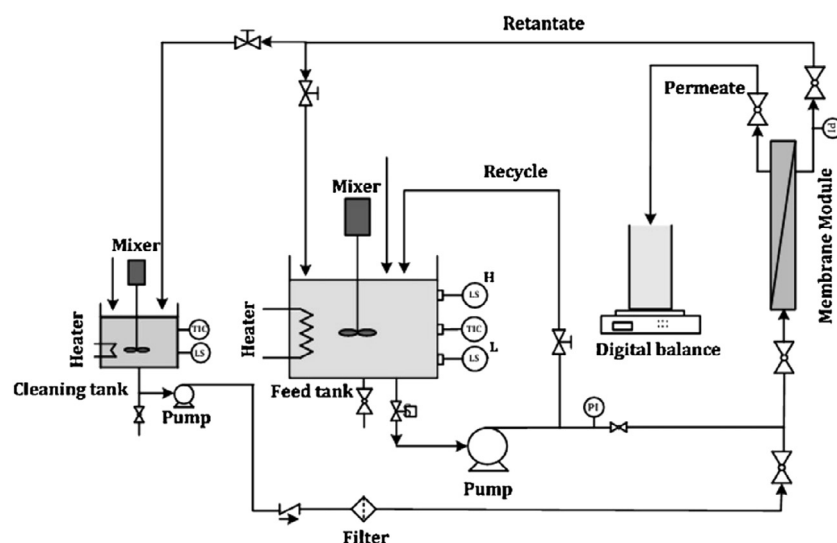 Retantate
Permeate
PI
Membrane Module
Recycle
Mixer
Mixer
H
LS
TIC
L
LS
Heater
TIC
LS
Heater
Digital balance
Cleaning tank
Feed tank
Pump
S
PI
Pump
Filter